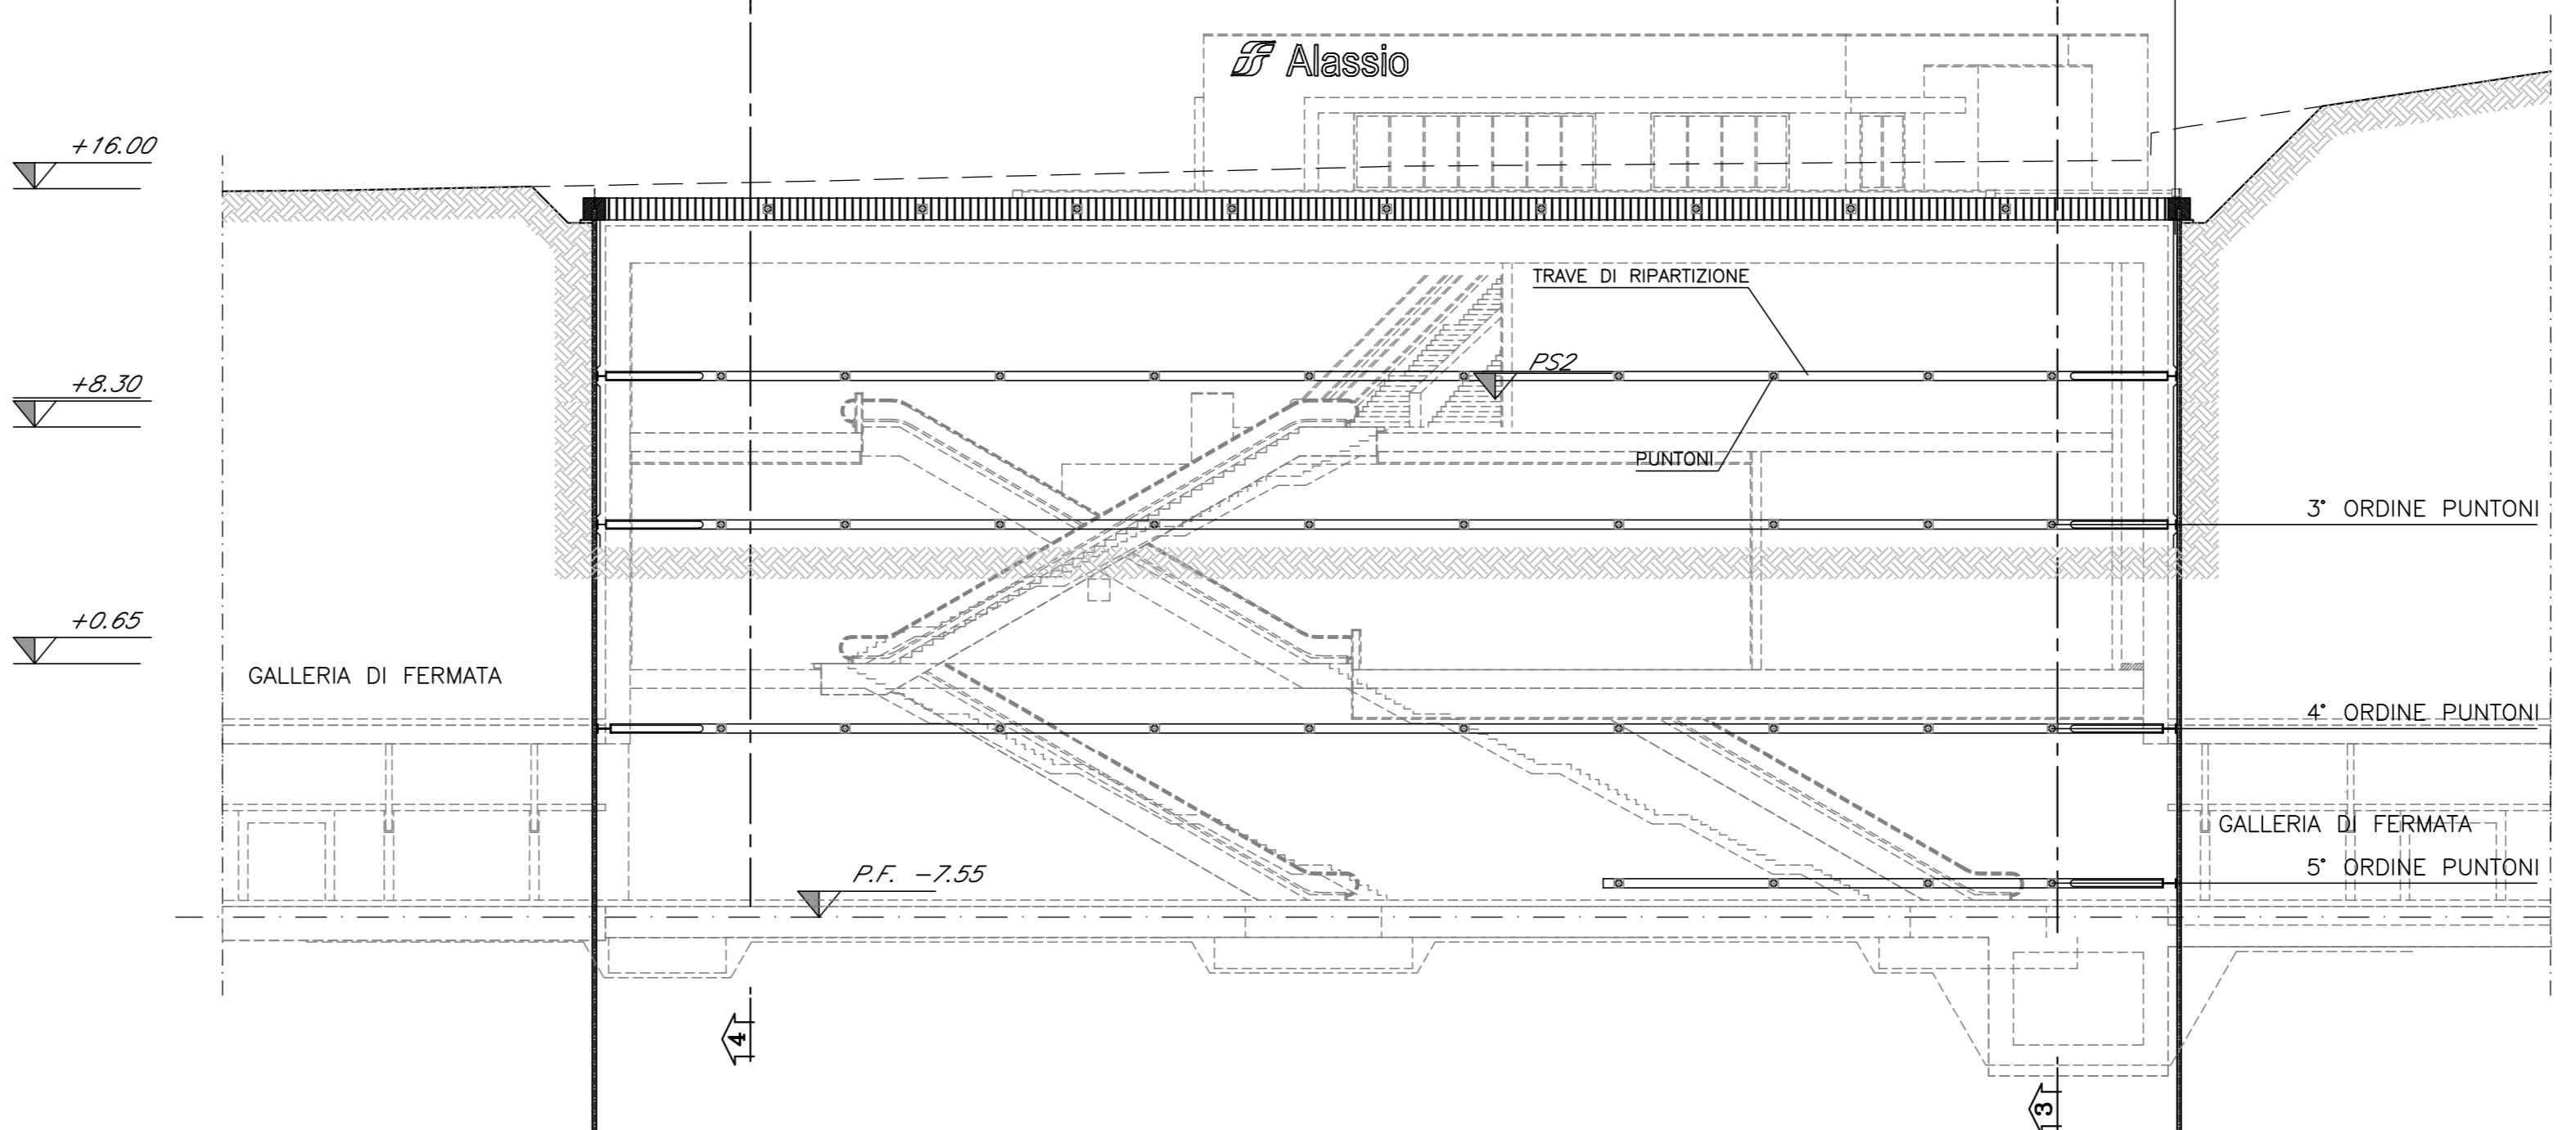 Alassio
+16.00
TRAVE DI RIPARTIZIONE
PS2
+8.30
PUNTONI
3° ORDINE PUNTONI
+0.65
GALLERIA DI FERMATA
4° ORDINE PUNTONI
GALLERIA DI FERMATA
P.F. -7.55
5° ORDINE PUNTONI
4
3